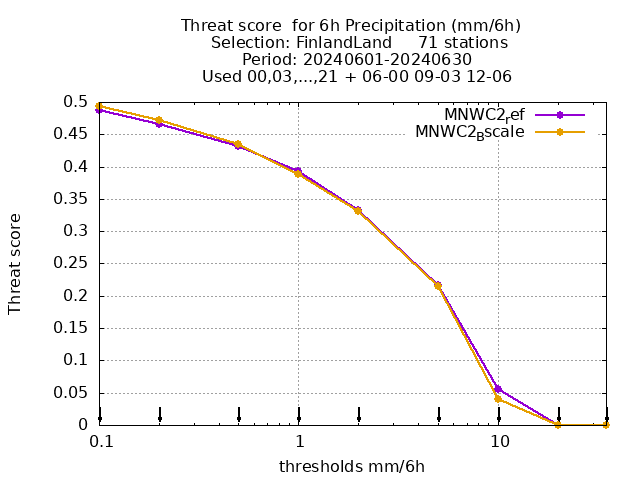 Threat score  for 6h Precipitation (mm/6h)
Selection: FinlandLand     71 stations
Period: 20240601-20240630
Used 00,03,...,21 + 06-00 09-03 12-06
MNWC2ref
MNWC2Bscale
0.5
0.45
0.4
0.35
0.3
0.25
0.2
0.15
0.1
0.05
0
Threat score
0.1 1 10
thresholds mm/6h